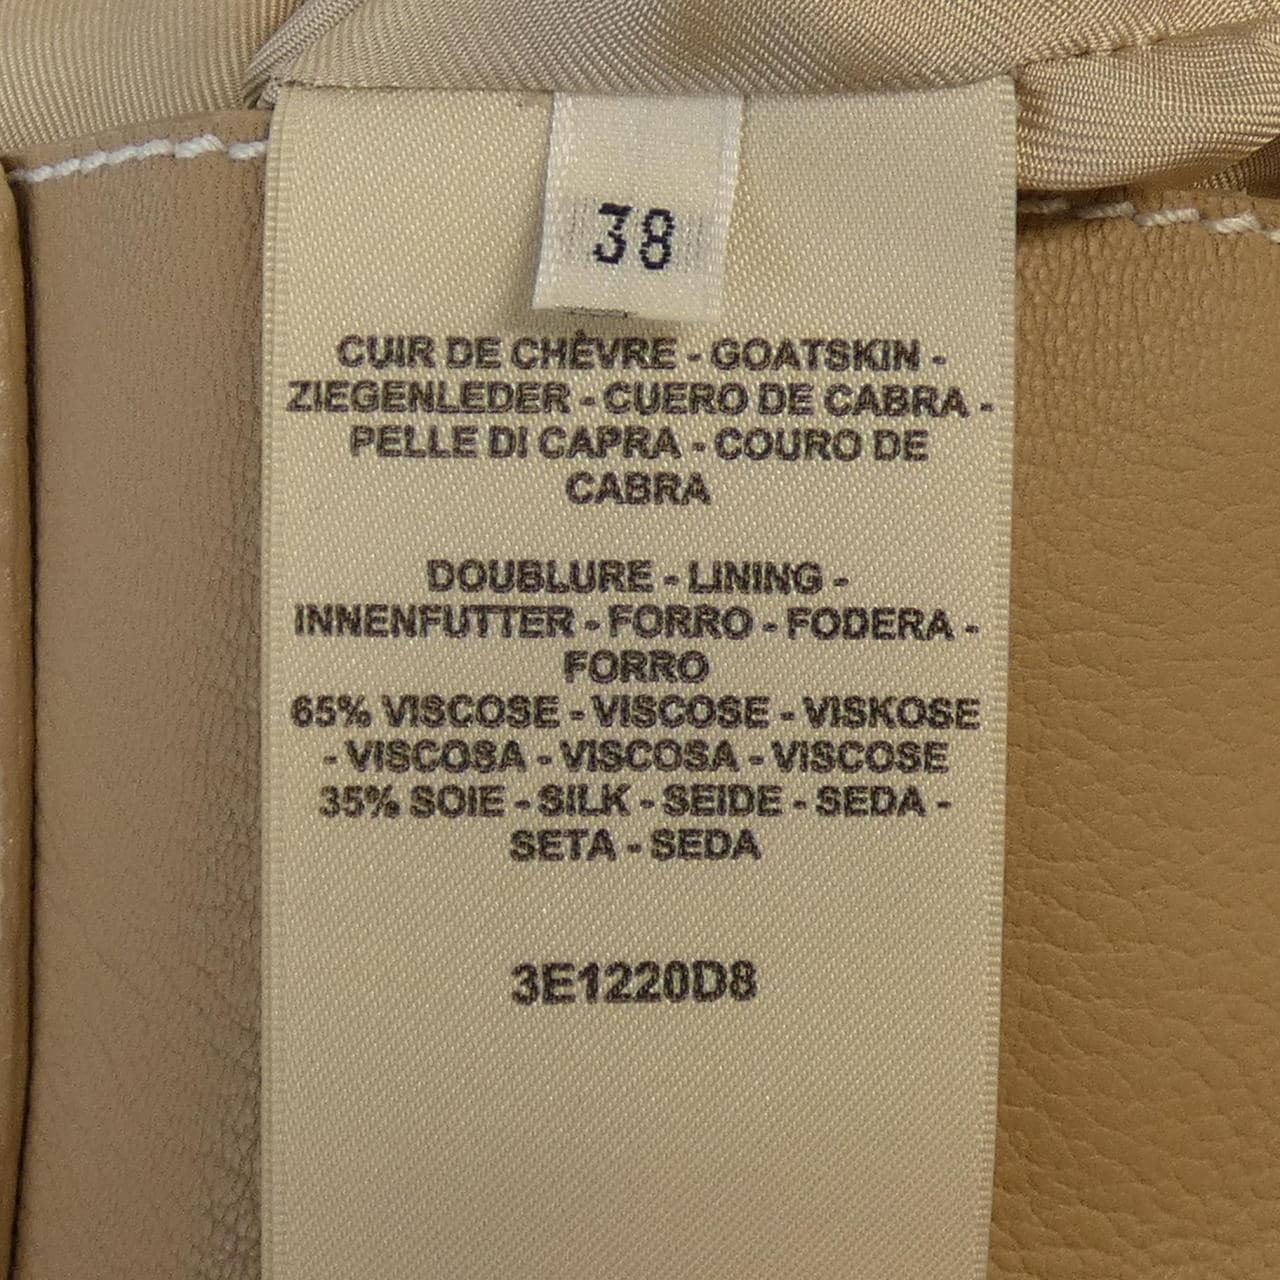 38
CUIR DE CHÈVRE - GOATSKIN -
ZIEGENLEDER - CUERO DE CABRA -
PELLE DI CAPRA - COURO DE
CABRA
DOUBLURE - LINING -
INNENFUTTER - FORRO - FODERA -
FORRO
65% VISCOSE - VISCOSE - VISKOSE
- VISCOSA - VISCOSA - VISCOSE
35% SOIE - SILK - SEIDE - SEDA -
SETA - SEDA
3E1220D8